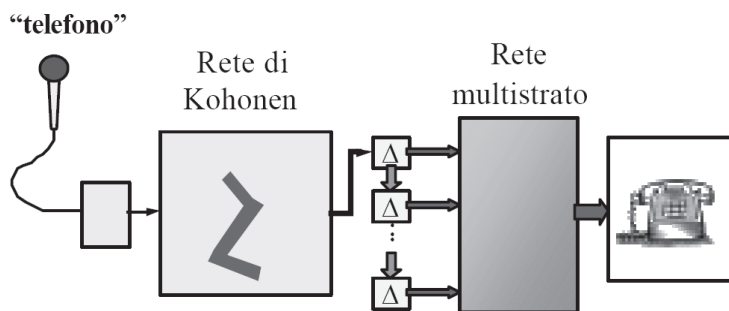 “telefono”
Rete di
Kohonen
Rete
multistrato
Δ
Δ
Δ